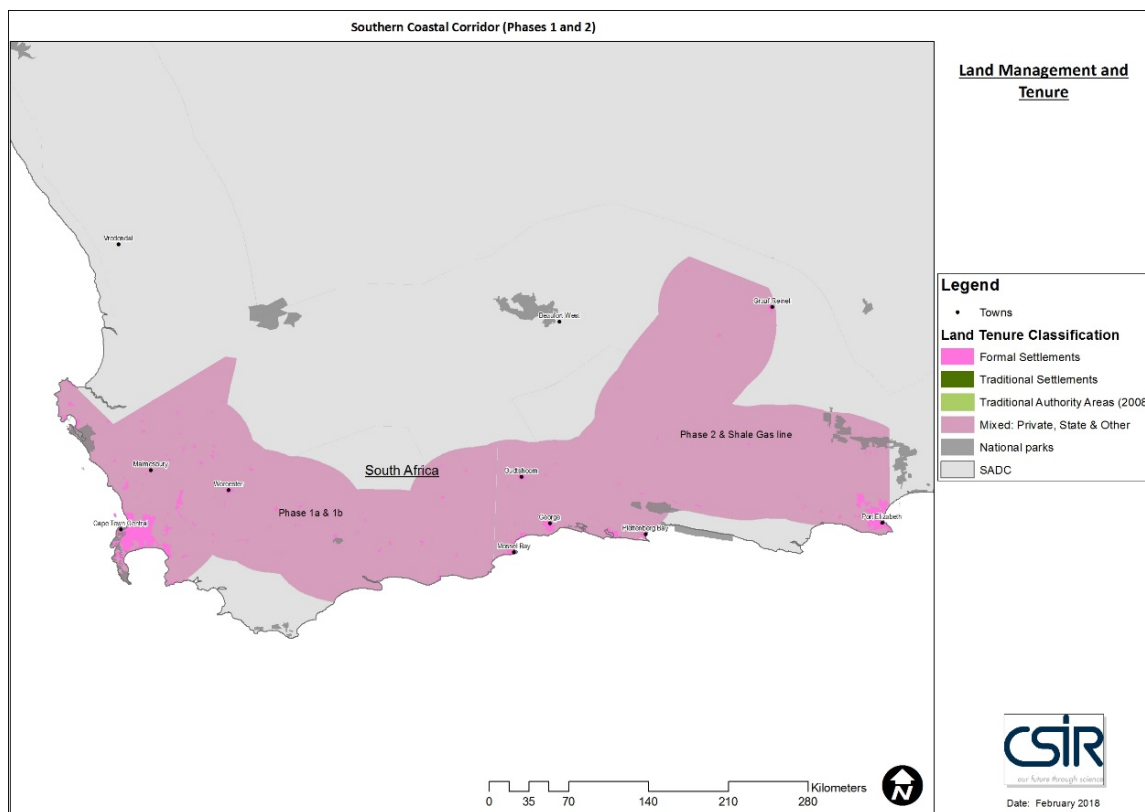 Southern Coastal Corridor (Phases 1 and 2)
Land Management and
Tenure
Vredendal
Beaufort West
Graaf Reinet
Malmesbury
Worcester
South Africa
Oudtshoorn
Phase 2 & Shale Gas line
Phase 1a & 1b
Cape Town Central
George
Plettenberg Bay
Mossel Bay
Port Elizabeth
Legend
Towns
Land Tenure Classification
Formal Settlements
Traditional Settlements
Traditional Authority Areas (2008
Mixed: Private, State & Other
National parks
SADC
Kilometers
0 35 70 140 210 280
N
CSIR
our future through science
Date: February 2018